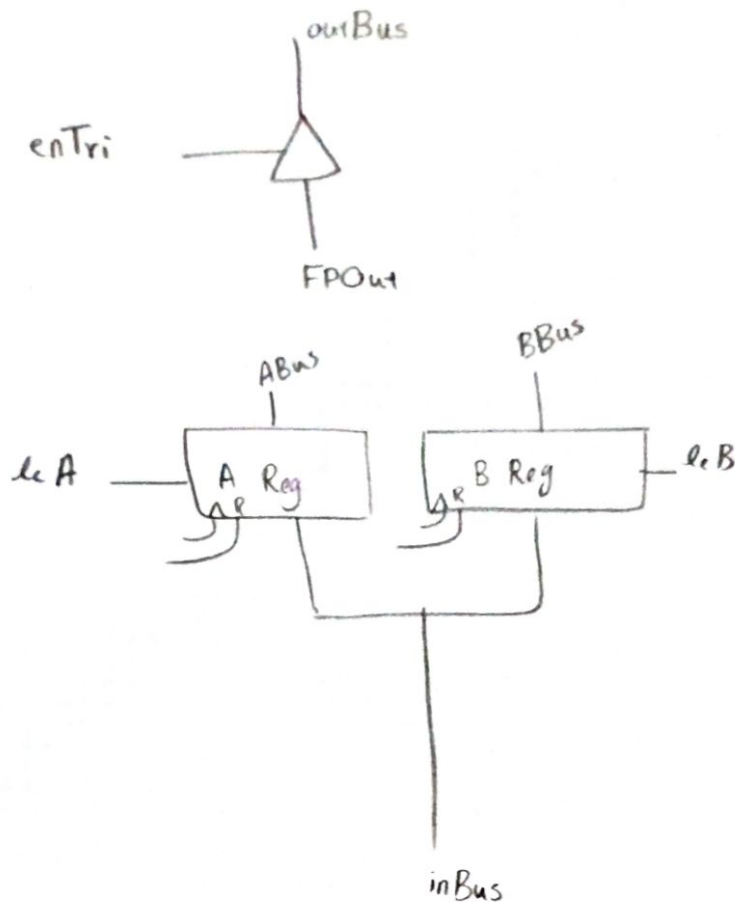 outBus
enTri
FPOut
ABus
BBus
leA
A Reg
R
B Reg
R
leB
inBus